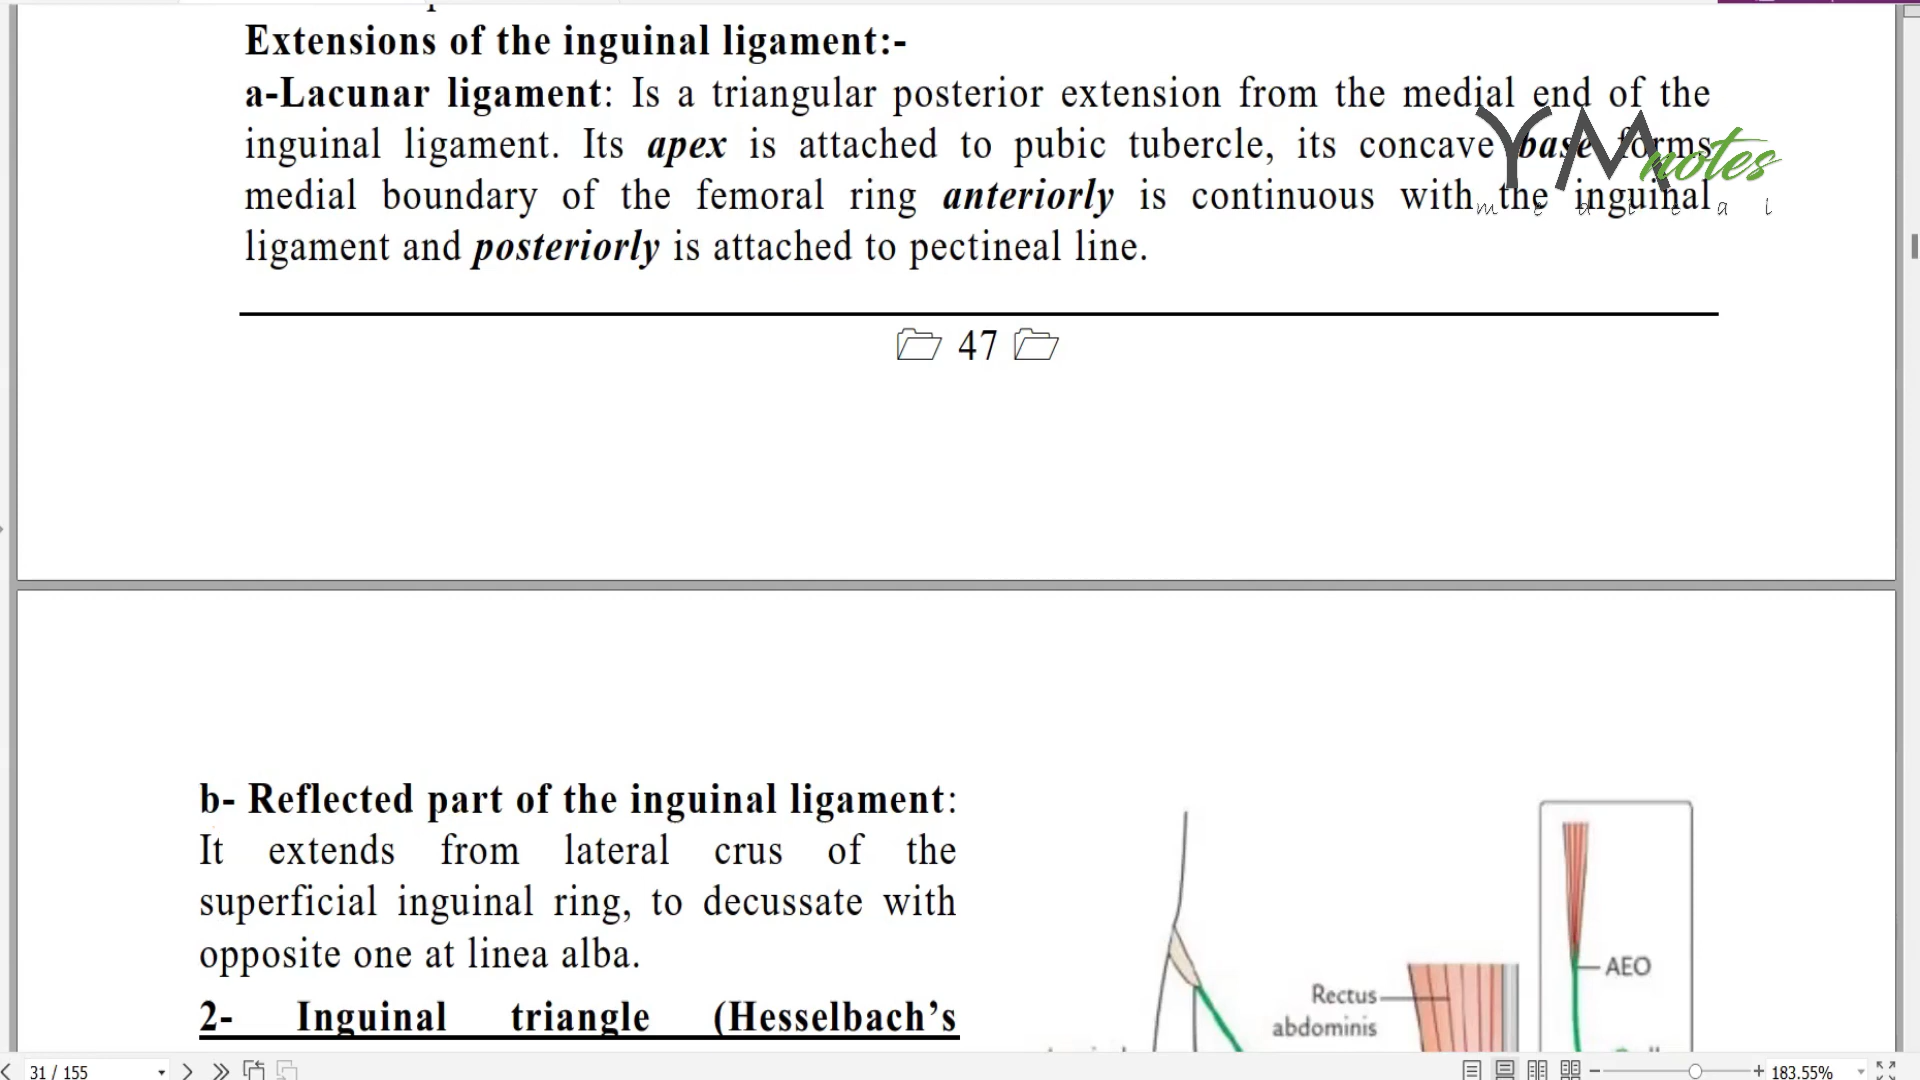 Extensions of the inguinal ligament:-
a-Lacunar ligament: Is a triangular posterior extension from the medial end of the
inguinal ligament. Its apex is attached to pubic tubercle, its concave base forms
medial boundary of the femoral ring anteriorly is continuous with the inguinal
ligament and posteriorly is attached to pectineal line.
YM notes
medical
47
b- Reflected part of the inguinal ligament:
It extends from lateral crus of the
superficial inguinal ring, to decussate with
opposite one at linea alba.
2- Inguinal triangle (Hesselbach’s
Rectus
abdominis
AEO
31 / 155
183.55%